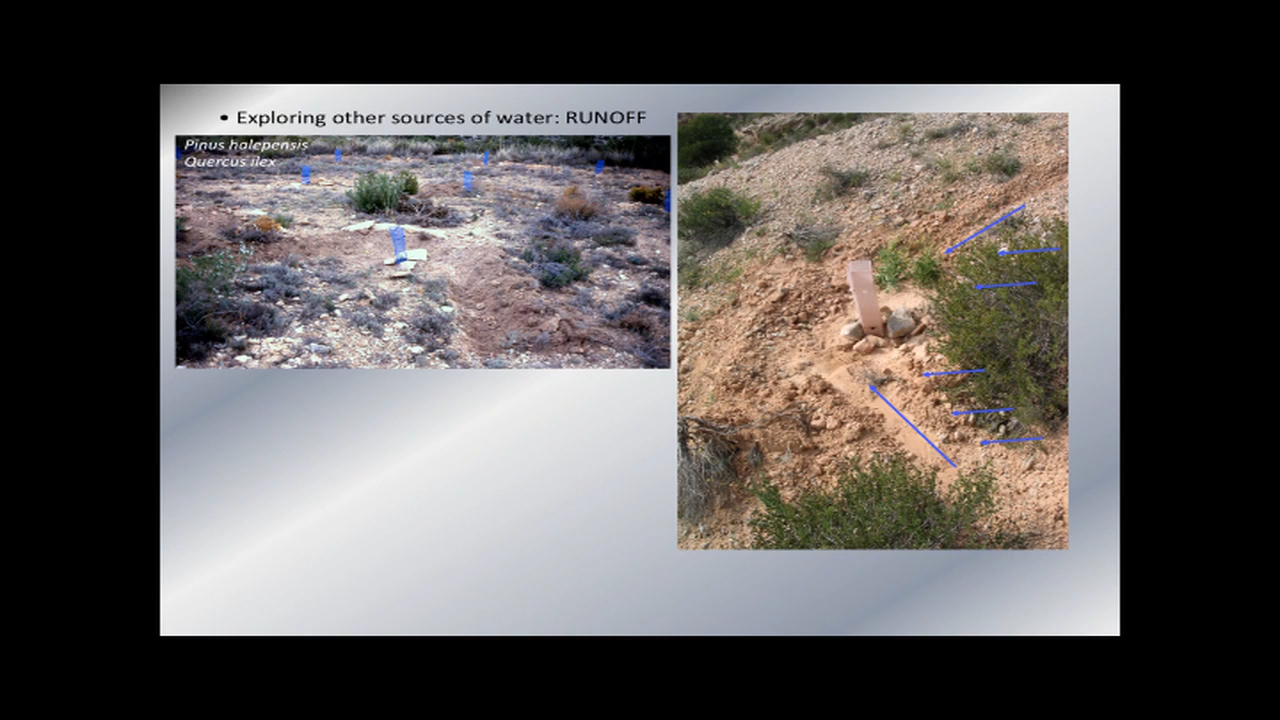 • Exploring other sources of water: RUNOFF
Pinus halepensis
Quercus ilex